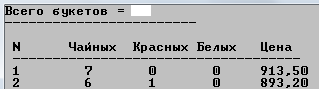 Всего букетов =
N Чайных Красных Белых Цена
1 7 0 0 913,50
2 6 1 0 893,20